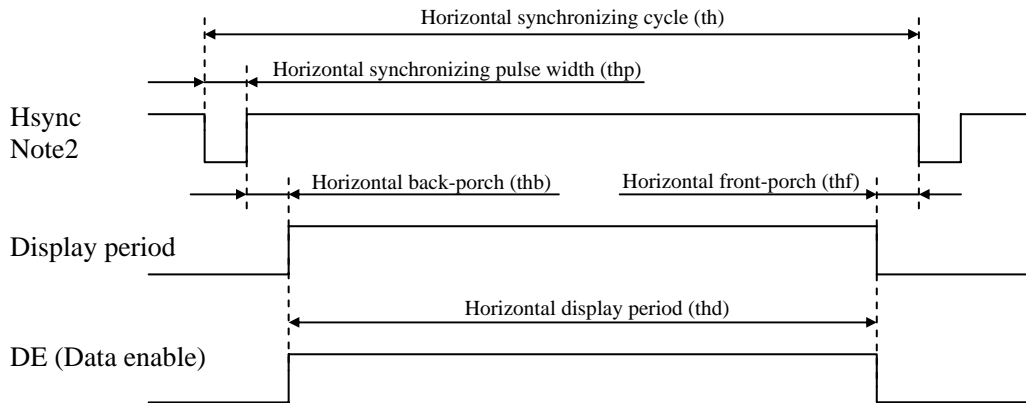 Horizontal synchronizing cycle (th)
Horizontal synchronizing pulse width (thp)
Hsync
Note2
Horizontal back-porch (thb)
Horizontal front-porch (thf)
Display period
Horizontal display period (thd)
DE (Data enable)